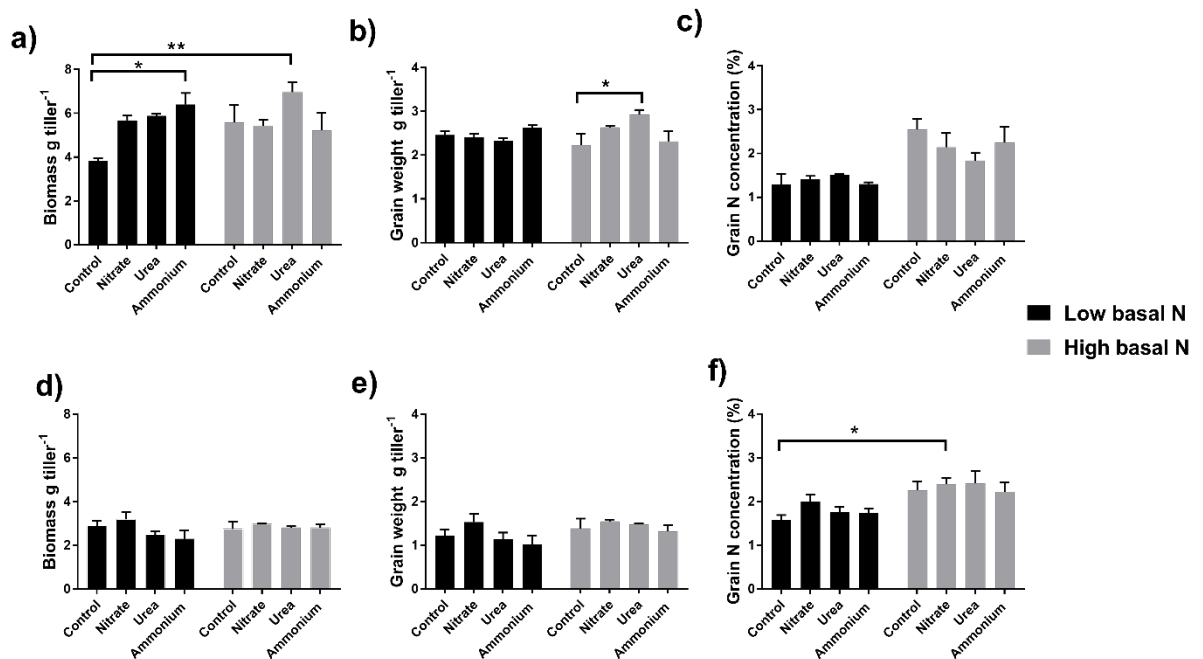 a)
Biomass g tiller-1
8
6
4
2
0
*
**
Control
Nitrate
Urea
Ammonium
Control
Nitrate
Urea
Ammonium
b)
Grain weight g tiller-1
4
3
2
1
0
*
Control
Nitrate
Urea
Ammonium
Control
Nitrate
Urea
Ammonium
c)
Grain N concentration (%)
4
3
2
1
0
Control
Nitrate
Urea
Ammonium
Control
Nitrate
Urea
Ammonium
Low basal N
High basal N
d)
Biomass g tiller-1
8
6
4
2
0
Control
Nitrate
Urea
Ammonium
Control
Nitrate
Urea
Ammonium
e)
Grain weight g tiller-1
4
3
2
1
0
Control
Nitrate
Urea
Ammonium
Control
Nitrate
Urea
Ammonium
f)
Grain N concentration (%)
4
3
2
1
0
*
Control
Nitrate
Urea
Ammonium
Control
Nitrate
Urea
Ammonium